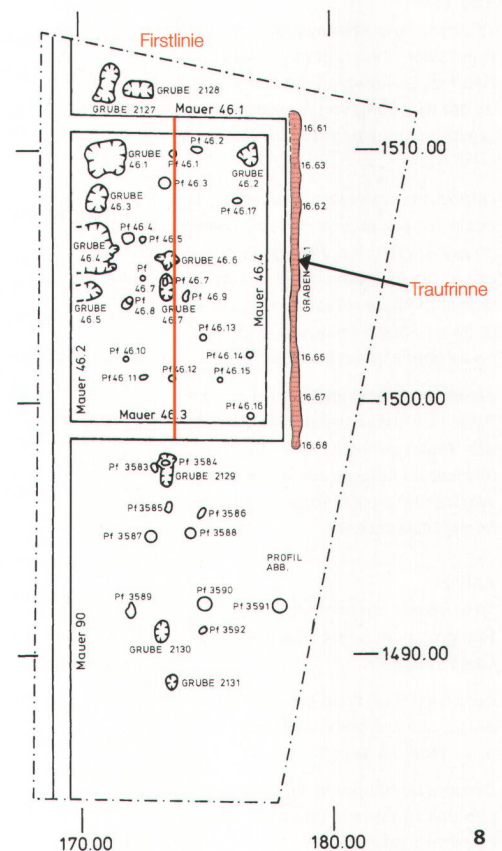 Firstlinie
GRUBE 2128
GRUBE 2127
Mauer 46.1
16.61
1510.00
Pf 46.2
GRUBE
46.1
Pf
46.1
GRUBE
46.2
16.63
Pf 46.3
GRUBE
46.3
Pf 46.17
16.62
Pf 46.4
Pf 46.5
GRUBE
46.4
GRUBE 46.6
Mauer 46.4
GRABEN 46.1
Traufrinne
Pf
46.7
Pf 46.7
GRUBE
46.5
Pf
46.8
Pf 46.9
GRUBE
46.7
Pf 46.13
Mauer 46.2
Pf 46.10
Pf 46.14
16.66
Pf 46.11
Pf 46.12
Pf 46.15
16.67
1500.00
Mauer 46.3
Pf 46.16
16.68
Pf 3583
Pf 3584
GRUBE
2129
Pf 3585
Pf 3586
Pf 3587
Pf 3588
PROFIL
ABB.
Pf 3589
Pf 3590
Pf 3591
Mauer 90
Pf 3592
GRUBE 2130
1490.00
GRUBE 2131
170.00
180.00
8